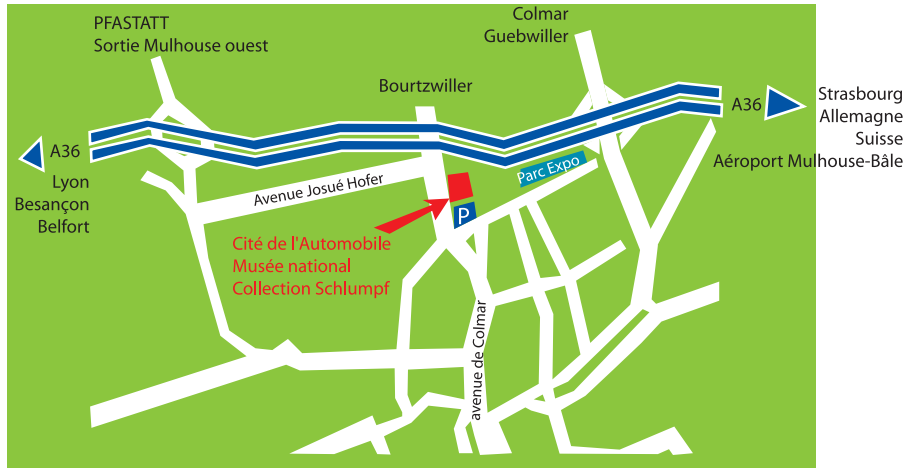 PFASTATT
Sortie Mulhouse ouest
Colmar
Guebwiller
Bourtzwiller
A36
Strasbourg
Allemagne
Suisse
Aéroport Mulhouse-Bâle
A36
Lyon
Besançon
Belfort
Avenue Josué Hofer
Parc Expo
P
Cité de l'Automobile
Musée national
Collection Schlumpf
avenue de Colmar